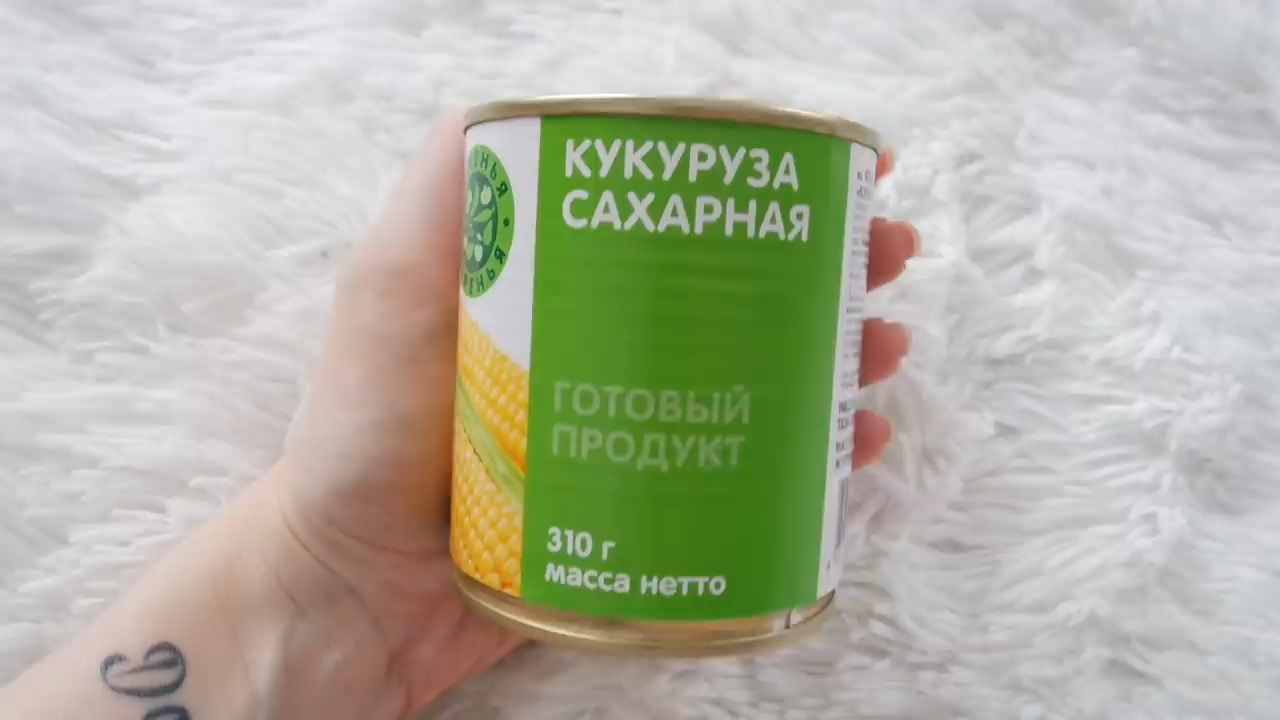 КУКУРУЗА
САХАРНАЯ
ГОТОВЫЙ
ПРОДУКТ
310 г
масса нетто